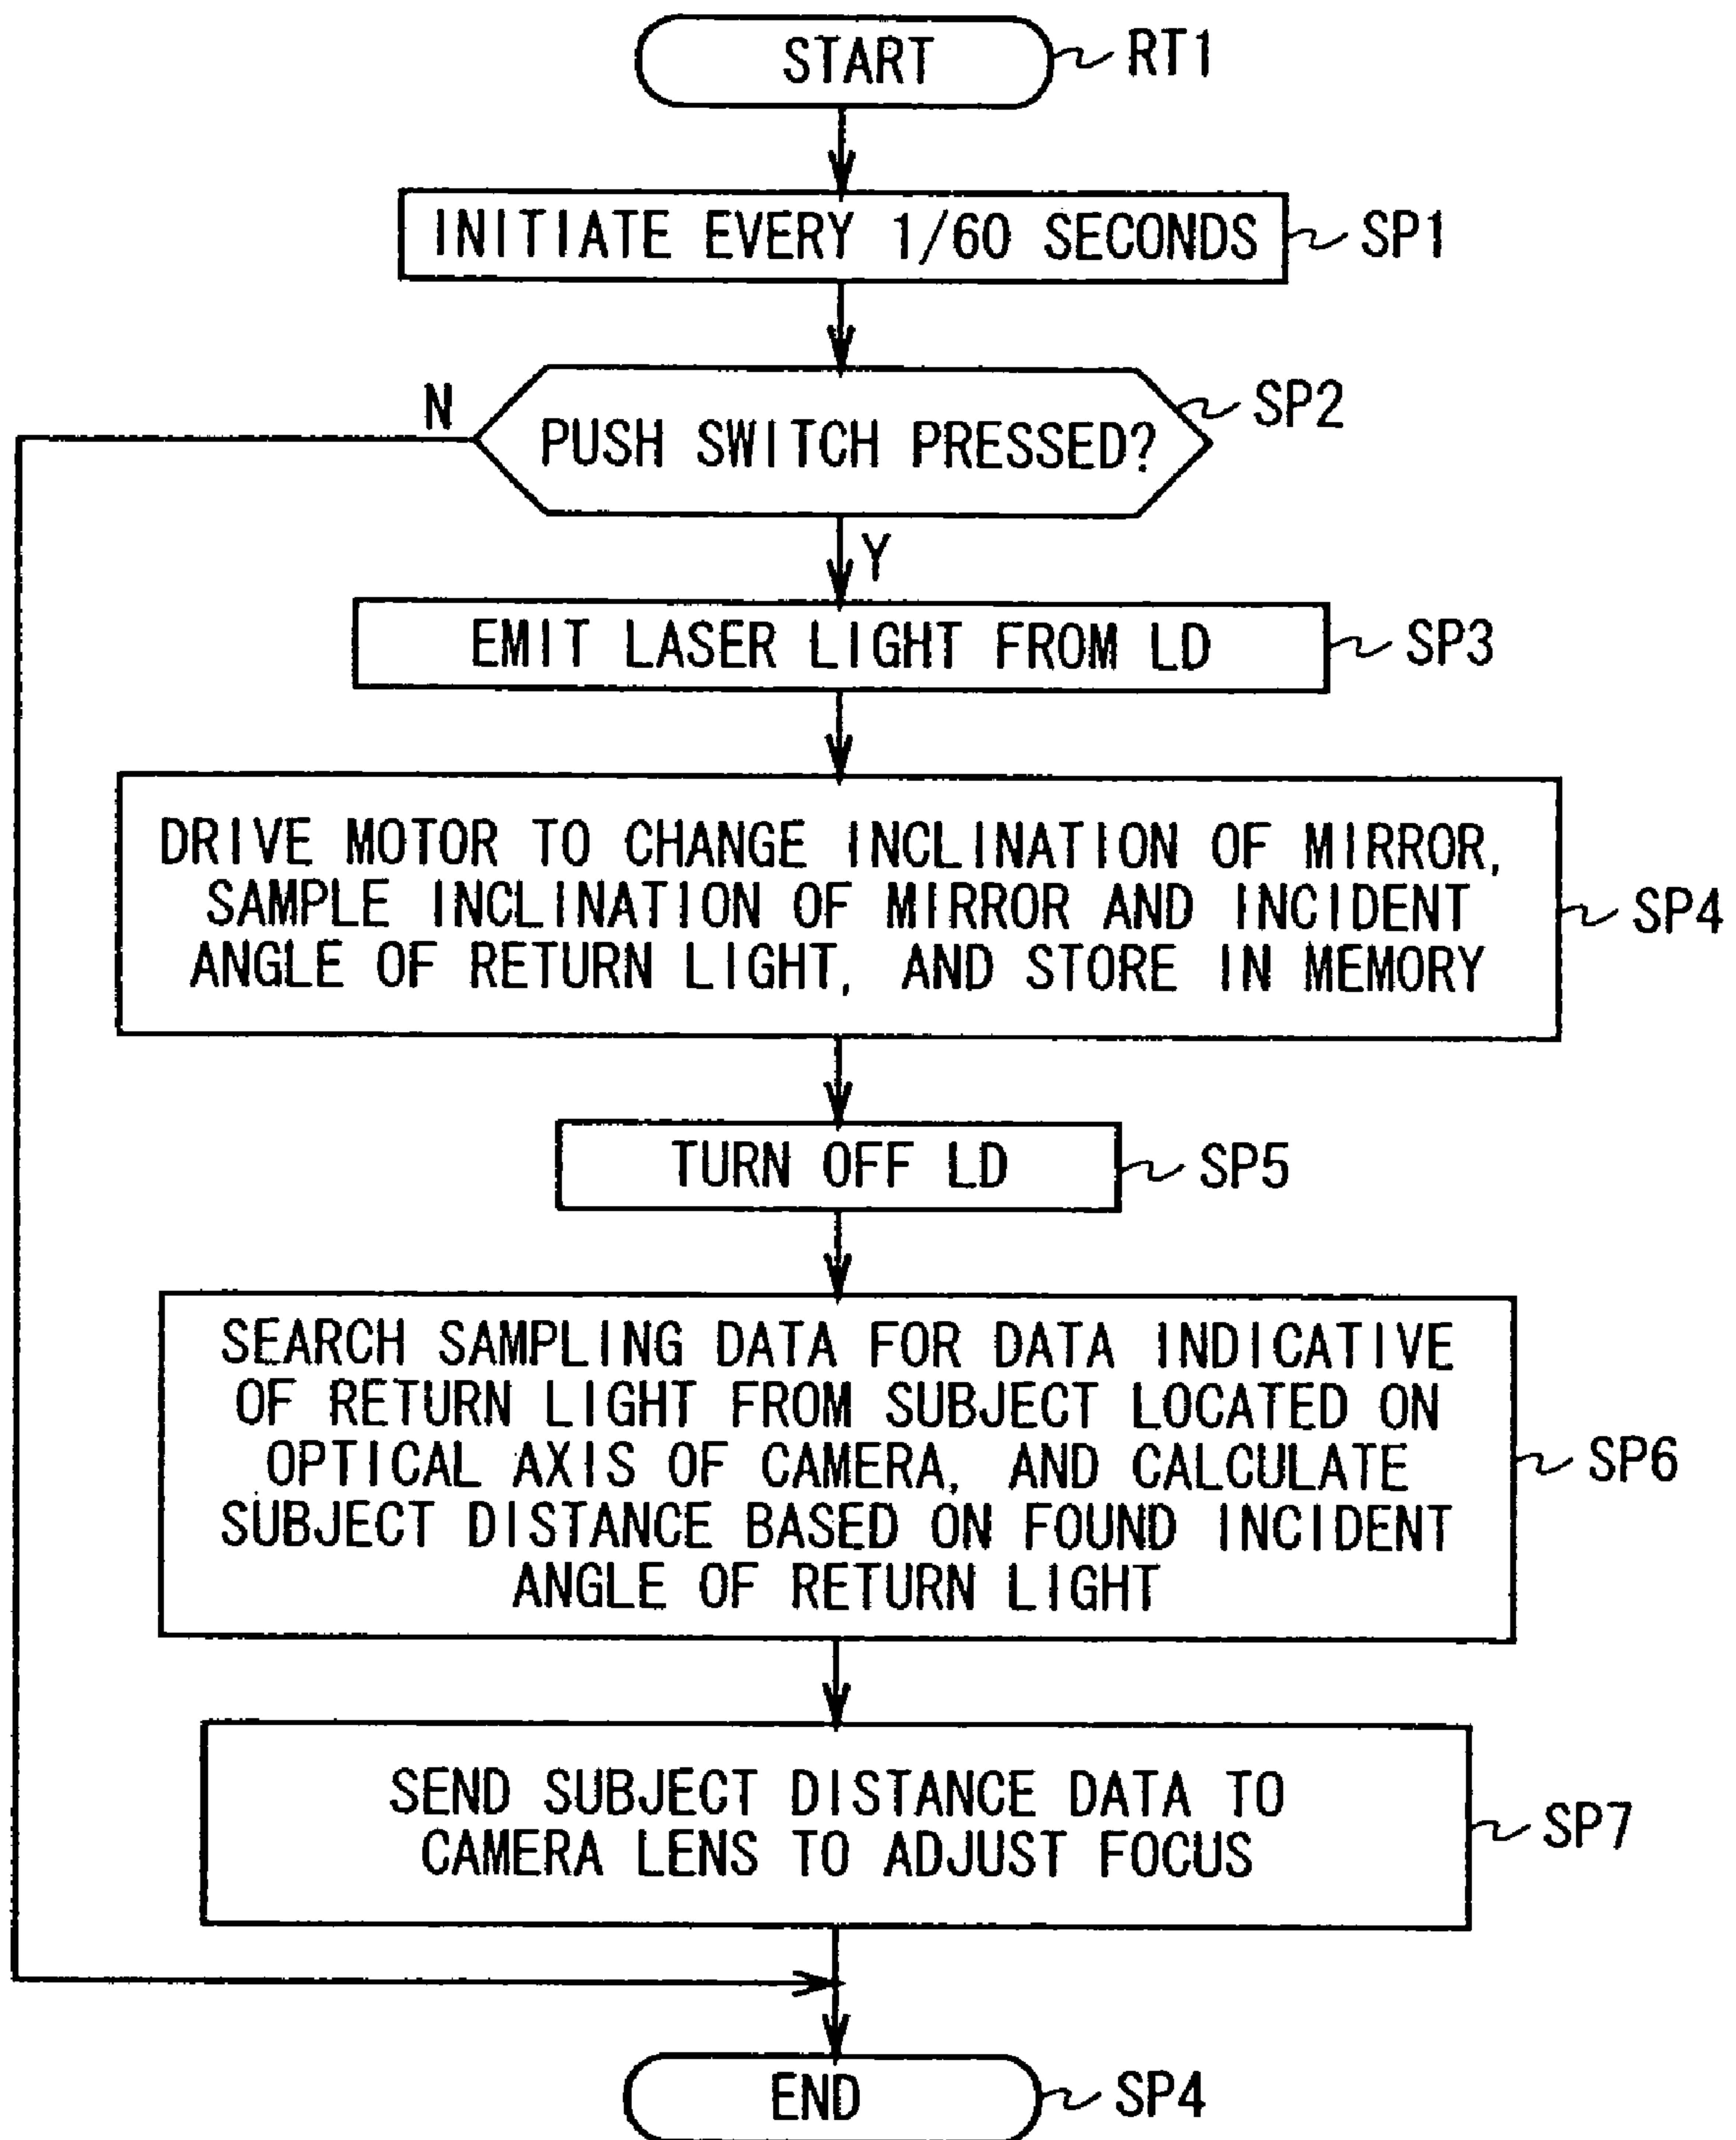 START
RT1
INITIATE EVERY 1/60 SECONDS
SP1
N
PUSH SWITCH PRESSED?
SP2
Y
EMIT LASER LIGHT FROM LD
SP3
DRIVE MOTOR TO CHANGE INCLINATION OF MIRROR,
SAMPLE INCLINATION OF MIRROR AND INCIDENT
ANGLE OF RETURN LIGHT, AND STORE IN MEMORY
SP4
TURN OFF LD
SP5
SEARCH SAMPLING DATA FOR DATA INDICATIVE
OF RETURN LIGHT FROM SUBJECT LOCATED ON
OPTICAL AXIS OF CAMERA, AND CALCULATE
SUBJECT DISTANCE BASED ON FOUND INCIDENT
ANGLE OF RETURN LIGHT
SP6
SEND SUBJECT DISTANCE DATA TO
CAMERA LENS TO ADJUST FOCUS
SP7
END
SP4